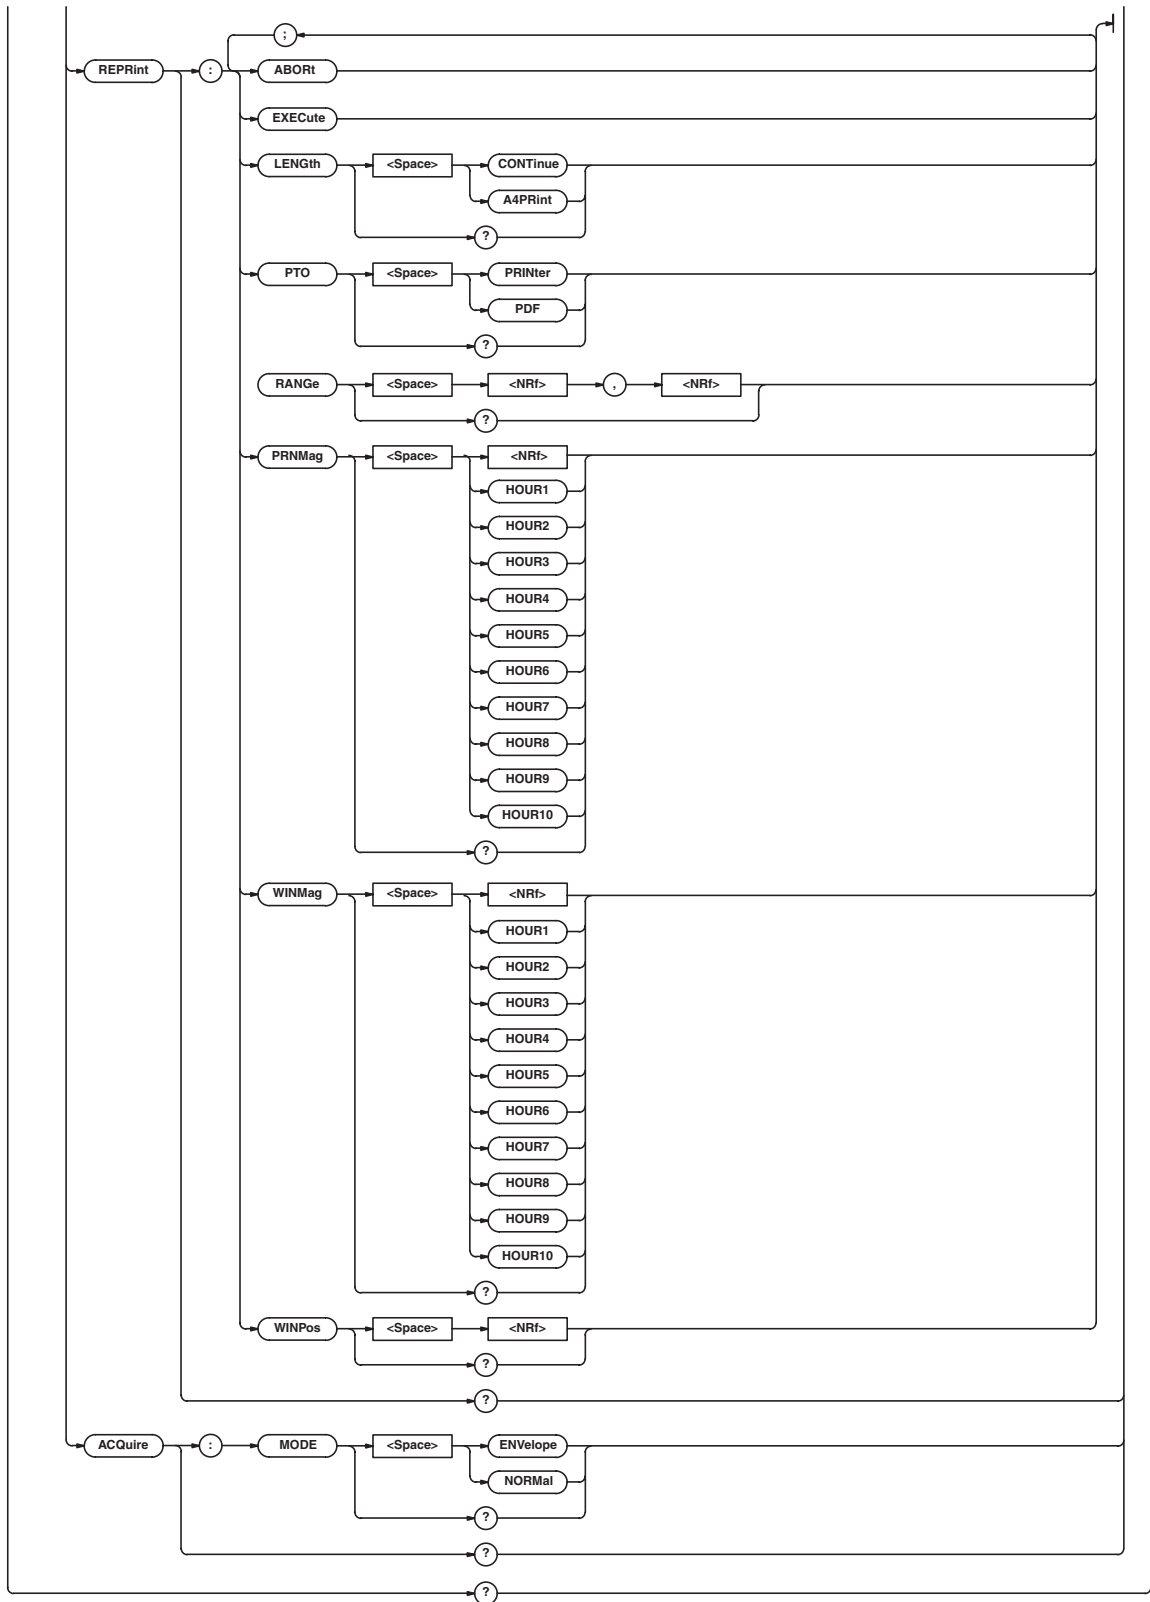 ;
REPRint : ABORt
EXECute
LENGth <Space> CONTinue
A4PRint
?
PTO <Space> PRINter
PDF
?
RANGe <Space> <NRf> , <NRf>
?
PRNMag <Space> <NRf>
HOUR1
HOUR2
HOUR3
HOUR4
HOUR5
HOUR6
HOUR7
HOUR8
HOUR9
HOUR10
?
WINMag <Space> <NRf>
HOUR1
HOUR2
HOUR3
HOUR4
HOUR5
HOUR6
HOUR7
HOUR8
HOUR9
HOUR10
?
WINPos <Space> <NRf>
?
?
ACQuire : MODE <Space> ENVelope
NORMal
?
?
?